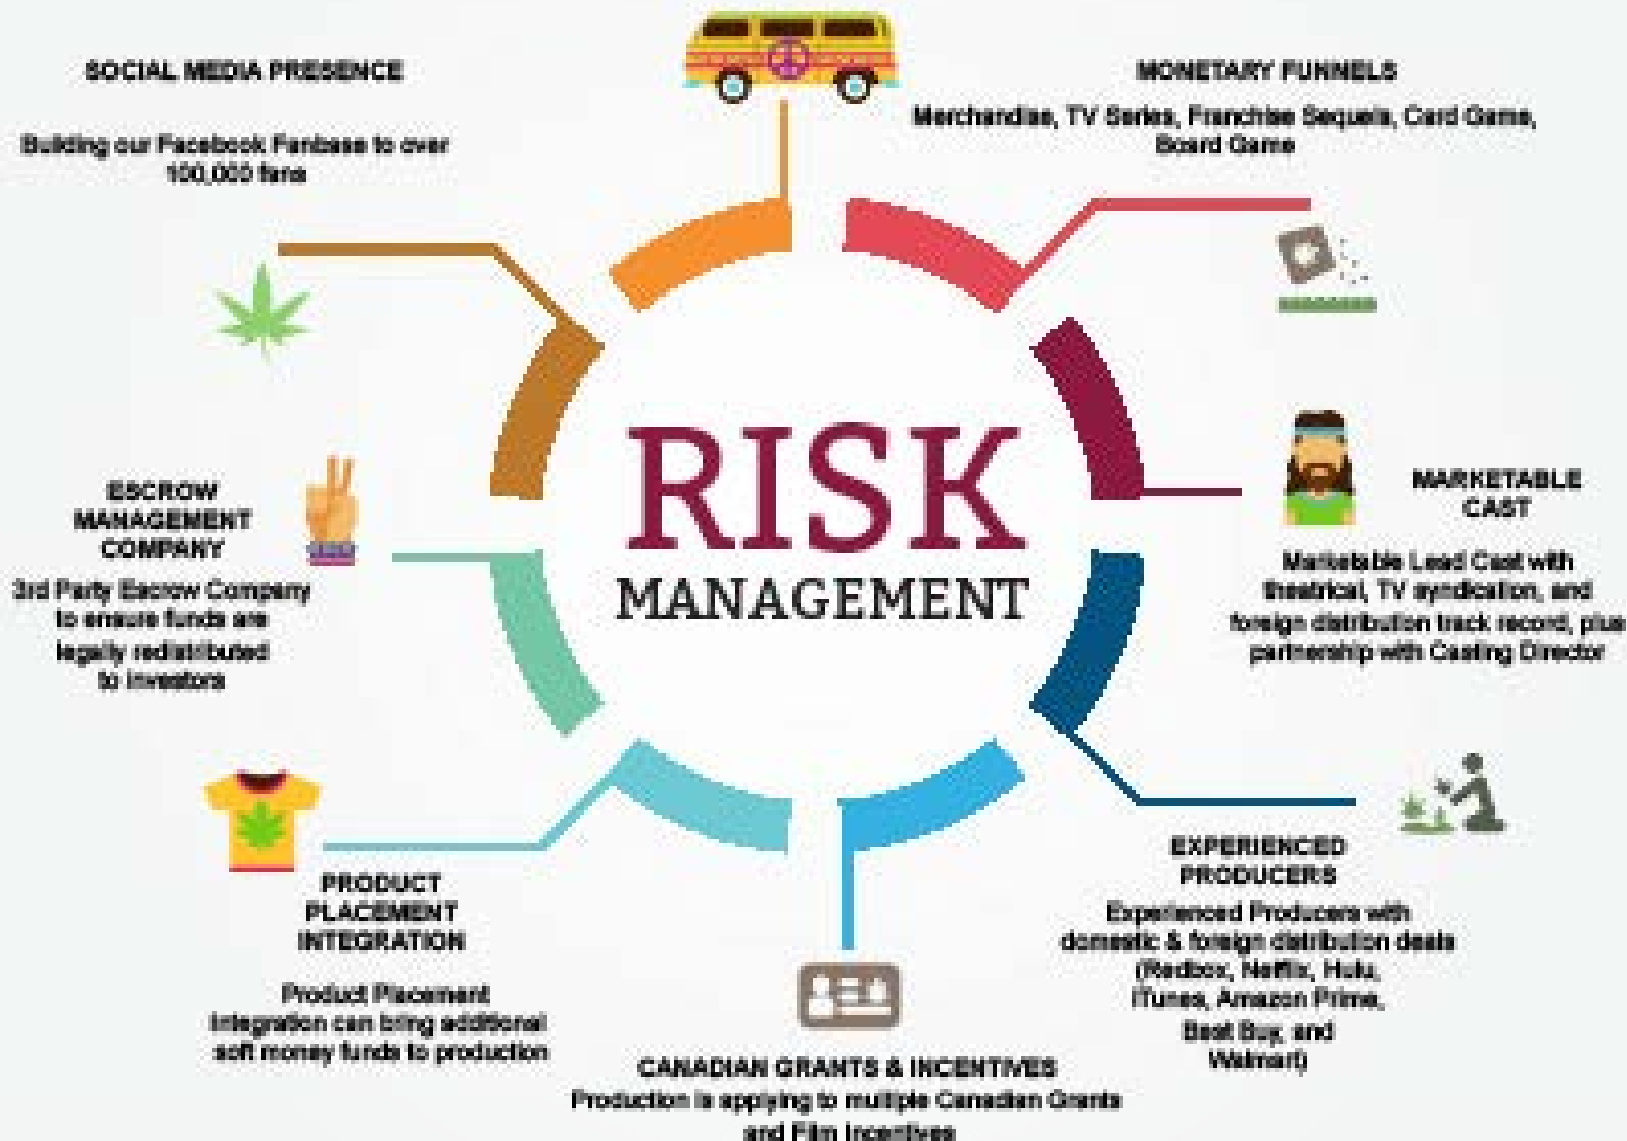 SOCIAL MEDIA PRESENCE
Building our Facebook Fanbase to over
100,000 fans
MONETARY FUNNELS
Merchandise, TV Series, Franchise Sequels, Card Game,
Board Game
RISK
MANAGEMENT
ESCROW
MANAGEMENT
COMPANY
3rd Party Escrow Company
to ensure funds are
legally redistributed
to investors
MARKETABLE
CAST
Marketable Lead Cast with
theatrical, TV syndication, and
foreign distribution track record, plus
partnership with Casting Director
PRODUCT
PLACEMENT
INTEGRATION
Product Placement
Integration can bring additional
soft money funds to production
EXPERIENCED
PRODUCERS
Experienced Producers with
domestic & foreign distribution deals
(Redbox, Netflix, Hulu,
iTunes, Amazon Prime,
Best Buy, and
Walmart)
CANADIAN GRANTS & INCENTIVES
Production is applying to multiple Canadian Grants
and Film Incentives